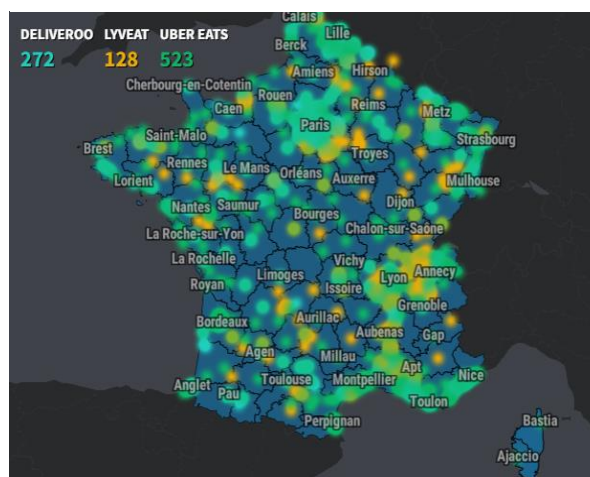 DELIVEROO LYVEAT UBER EATS
272 128 523
Calais
Lille
Berck
Amiens
Hirson
Cherbourg-en-Cotentin
Rouen
Reims
Caen
Metz
Paris
Saint-Malo
Strasbourg
Brest
Troyes
Rennes
Le Mans
Orléans
Auxerre
Lorient
Mulhouse
Dijon
Nantes
Saumur
Bourges
La Roche-sur-Yon
Chalon-sur-Saône
La Rochelle
Vichy
Limoges
Lyon
Annecy
Royan
Issoire
Grenoble
Bordeaux
Aurillac
Aubenas
Gap
Agen
Millau
Apt
Anglet
Pau
Toulouse
Montpellier
Nice
Toulon
Perpignan
Bastia
Ajaccio